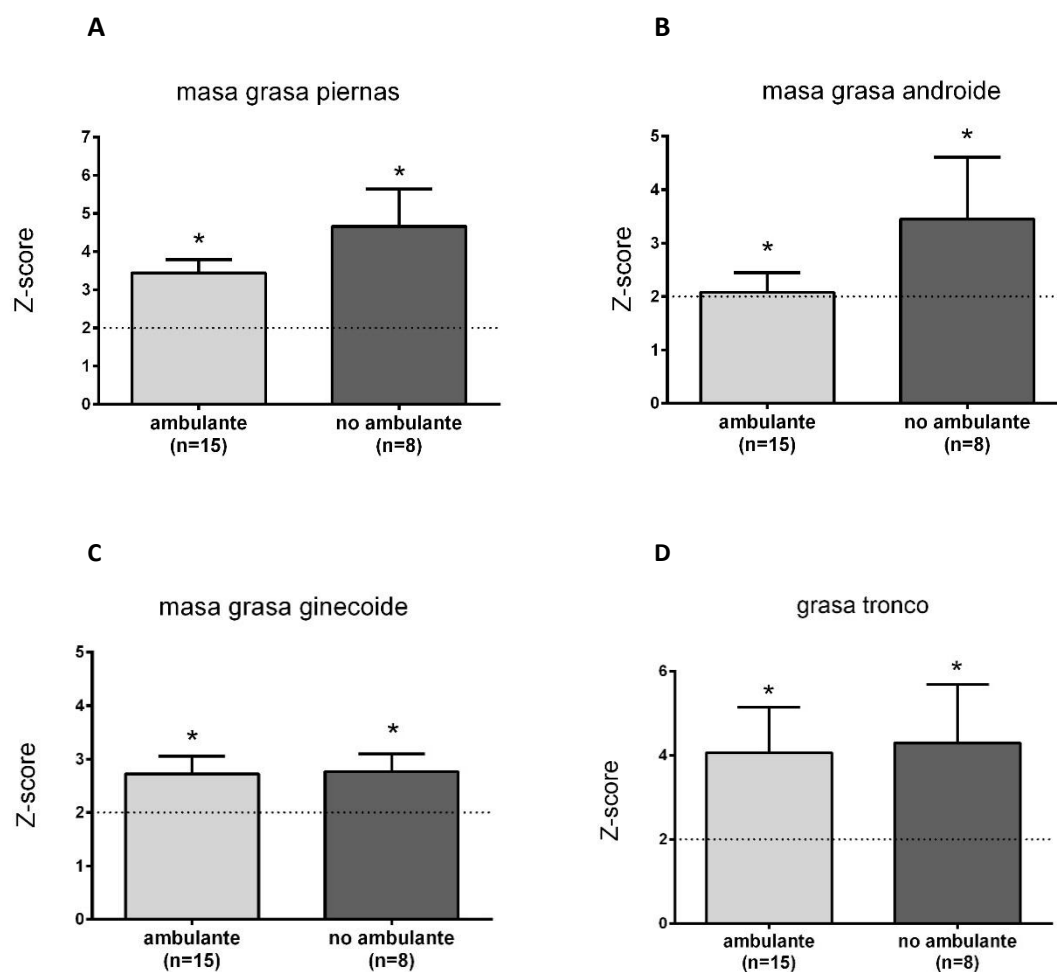 A
masa grasa piernas
7
6
5
4
3
2
1
0
Z-score
*
*
ambulante
(n=15)
no ambulante
(n=8)
B
masa grasa androide
5
4
3
2
1
0
Z-score
*
*
ambulante
(n=15)
no ambulante
(n=8)
C
masa grasa ginecoide
5
4
3
2
1
0
Z-score
*
*
ambulante
(n=15)
no ambulante
(n=8)
D
grasa tronco
6
4
2
0
Z-score
*
*
ambulante
(n=15)
no ambulante
(n=8)